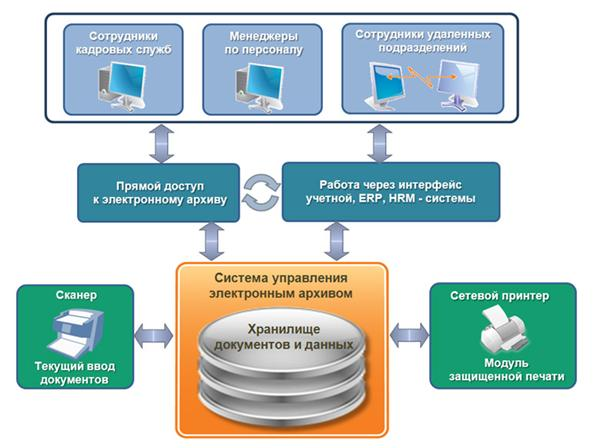 Сотрудники
кадровых служб
Менеджеры
по персоналу
Сотрудники удаленных
подразделений
Прямой доступ
к электронному архиву
Работа через интерфейс
учетной, ERP, HRM - системы
Система управления
электронным архивом
Хранилище
документов и данных
Сканер
Текущий ввод
документов
Сетевой принтер
Модуль
защищенной печати